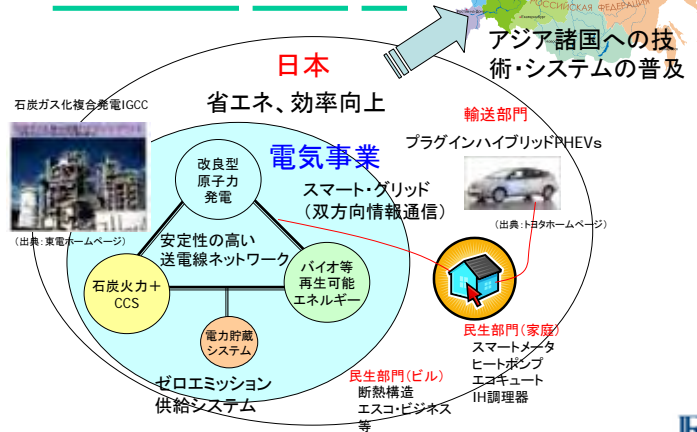 РОССИЙСКАЯ ФЕДЕРАЦИЯ
アジア諸国への技
術・システムの普及
日本
省エネ、効率向上
石炭ガス化複合発電IGCC
(出典：東電ホームページ)
輸送部門
プラグインハイブリッドPHEVs
(出典：トヨタホームページ)
電気事業
スマート・グリッド
(双方向情報通信)
改良型
原子力
発電
安定性の高い
送電線ネットワーク
石炭火力＋
CCS
バイオ等
再生可能
エネルギー
電力貯蔵
システム
ゼロエミッション
供給システム
民生部門(家庭)
スマートメータ
ヒートポンプ
エコキュート
IH調理器
民生部門(ビル)
断熱構造
エスコ・ビジネス
等